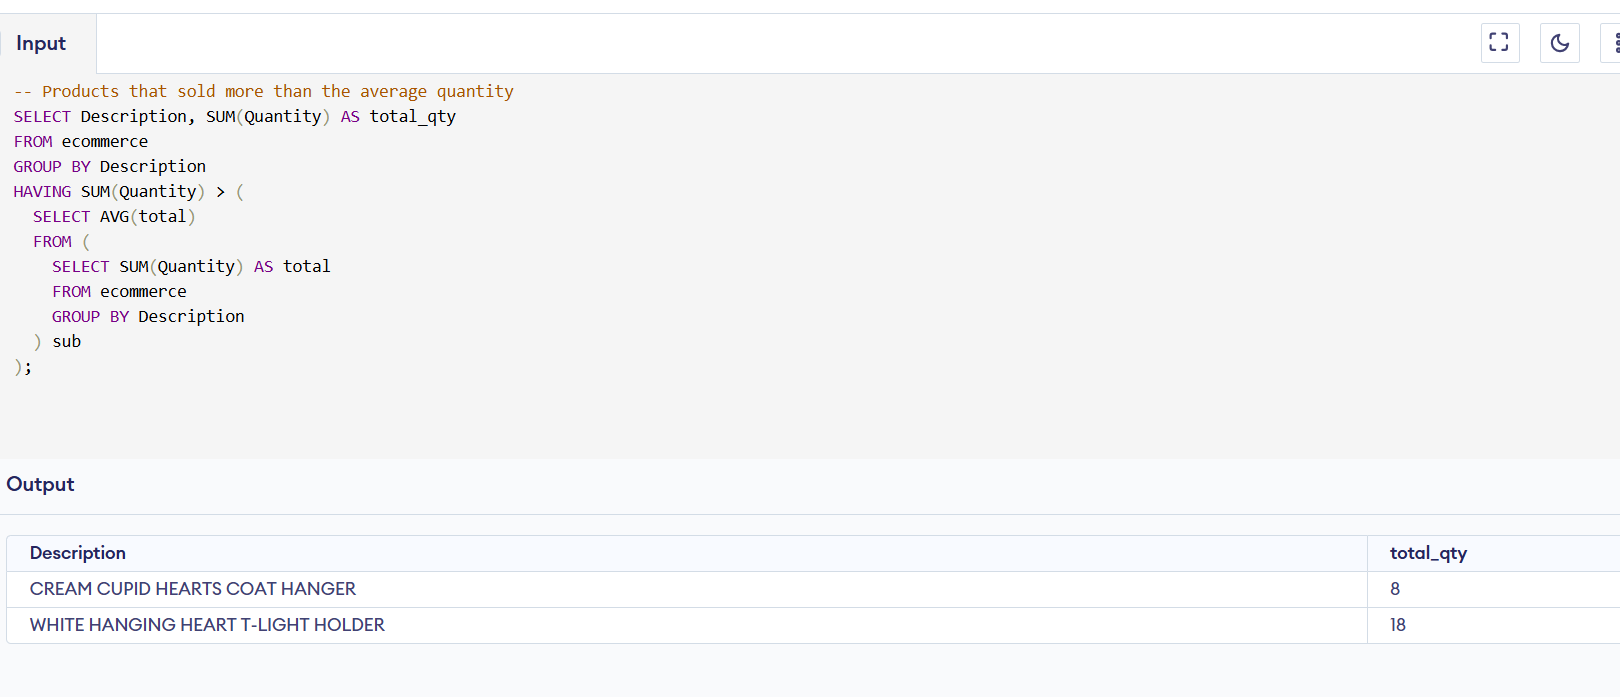 Input
-- Products that sold more than the average quantity
SELECT Description, SUM(Quantity) AS total_qty
FROM ecommerce
GROUP BY Description
HAVING SUM(Quantity) > (
  SELECT AVG(total)
  FROM (
    SELECT SUM(Quantity) AS total
    FROM ecommerce
    GROUP BY Description
  ) sub
);
Output
Description total_qty
CREAM CUPID HEARTS COAT HANGER 8
WHITE HANGING HEART T-LIGHT HOLDER 18